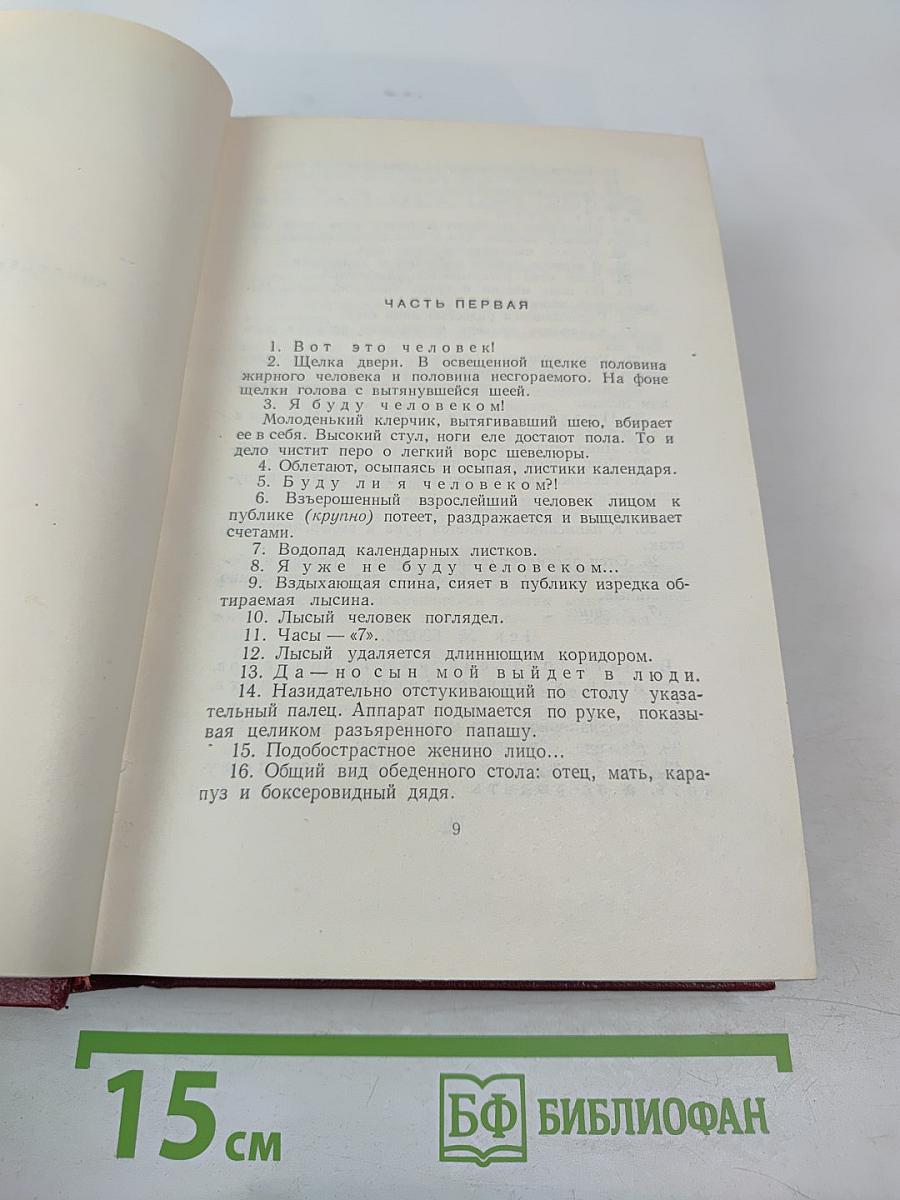 ЧАСТЬ ПЕРВАЯ
1. Вот это человек!
2. Щелка двери. В освещенной щелке половина
жирного человека и половина несгораемого. На фоне
щелки голова с вытянувшейся шеей.
3. Я буду человеком!
Молоденький клерчик, вытягивавший шею, вбирает
ее в себя. Высокий стул, ноги еле достают пола. То и
дело чистит перо о легкий ворс шевелюры.
4. Облетают, осыпаясь и осыпая, листики календаря.
5. Буду ли я человеком?!
6. Взъерошенный взрослейший человек лицом к
публике (крупно) потеет, раздражается и выщелкивает
счетами.
7. Водопад календарных листков.
8. Я уже не буду человеком...
9. Вздыхающая спина, сияет в публику изредка об-
тираемая лысина.
10. Лысый человек поглядел.
11. Часы — «7».
12. Лысый удаляется длиннющим коридором.
13. Да — но сын мой выйдет в люди.
14. Назидательно отстукивающий по столу указа-
тельный палец. Аппарат подымается по руке, показы-
вая целиком разъяренного папашу.
15. Подобострастное женино лицо...
16. Общий вид обеденного стола: отец, мать, кара-
пуз и боксеровидный дядя.
9
15 см
БФ БИБЛИОФАН